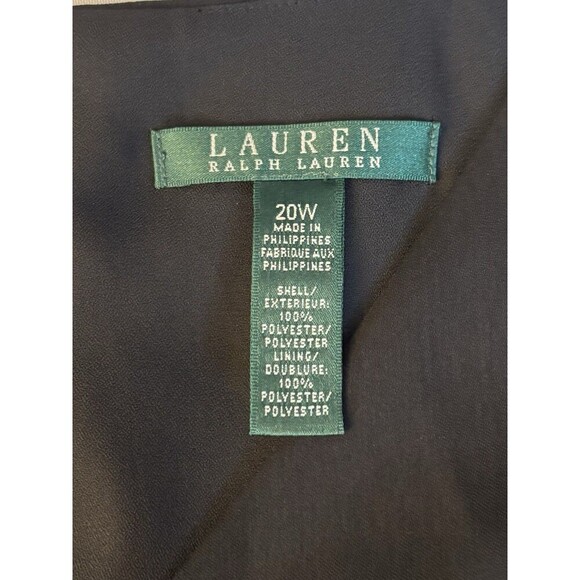 LAUREN
RALPH LAUREN
20W
MADE IN
PHILIPPINES
FABRIQUE AUX
PHILIPPINES
SHELL/
EXTERIEUR:
100%
POLYESTER/
POLYESTER
LINING/
DOUBLURE:
100%
POLYESTER/
POLYESTER